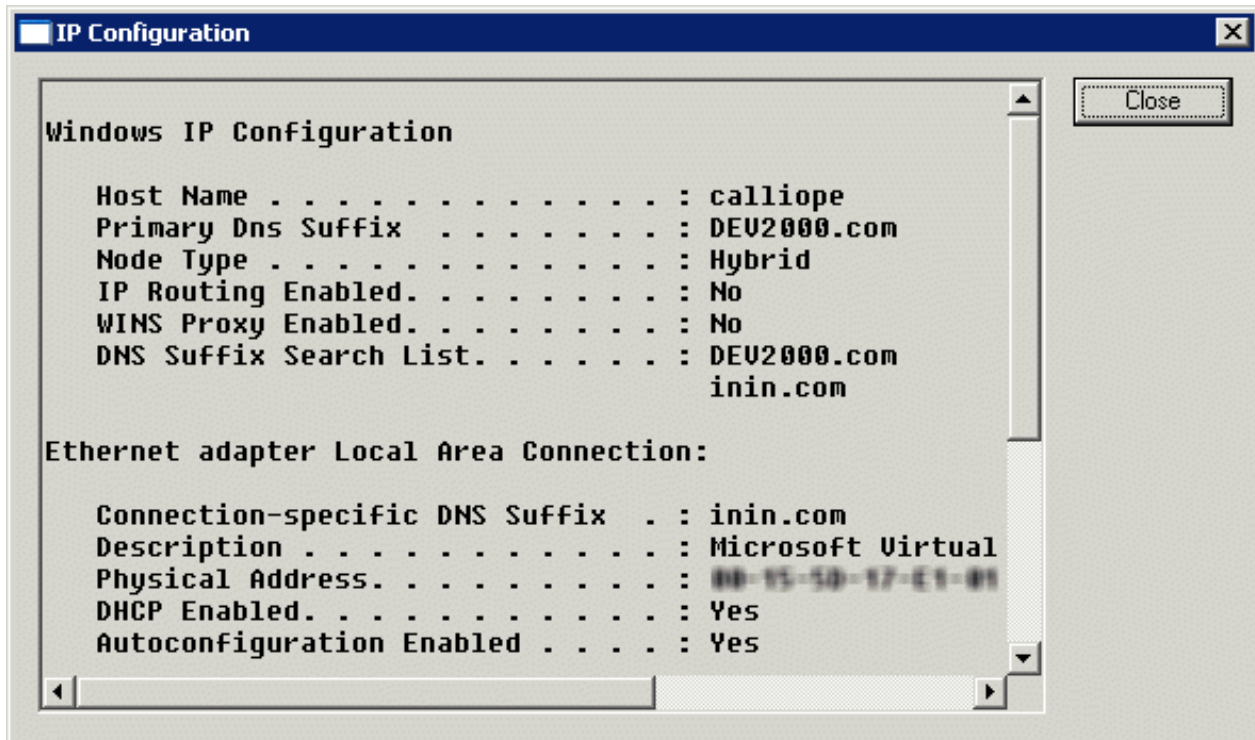 IP Configuration
Close
Windows IP Configuration
Host Name . . . . . . . . . . . . : calliope
Primary Dns Suffix . . . . . . . : DEV2000.com
Node Type . . . . . . . . . . . . : Hybrid
IP Routing Enabled. . . . . . . . : No
WINS Proxy Enabled. . . . . . . . : No
DNS Suffix Search List. . . . . . : DEV2000.com
inin.com
Ethernet adapter Local Area Connection:
Connection-specific DNS Suffix . : inin.com
Description . . . . . . . . . . . : Microsoft Virtual
Physical Address. . . . . . . . . :
DHCP Enabled. . . . . . . . . . . : Yes
Autoconfiguration Enabled . . . . : Yes